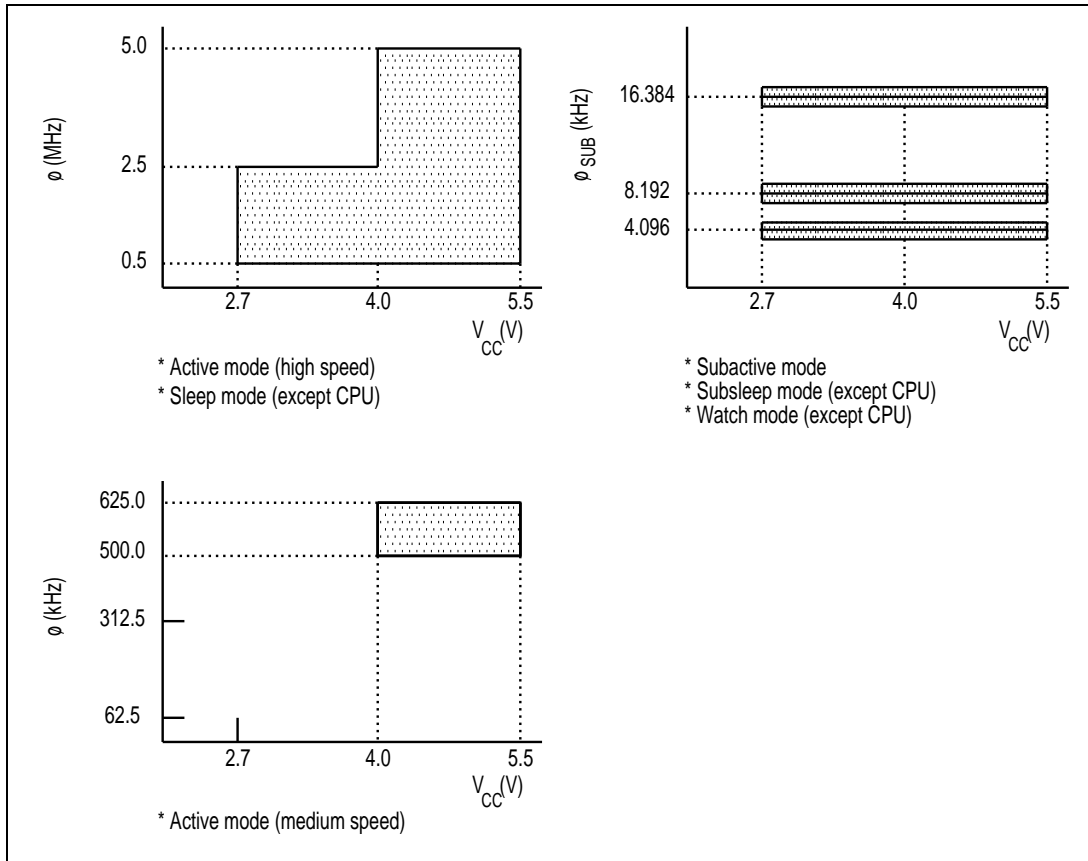 5.0
2.5
0.5
ø (MHz)
2.7 4.0 5.5
VCC(V)
* Active mode (high speed)
* Sleep mode (except CPU)
16.384
8.192
4.096
ø SUB (kHz)
2.7 4.0 5.5
VCC(V)
* Subactive mode
* Subsleep mode (except CPU)
* Watch mode (except CPU)
625.0
500.0
312.5
62.5
ø (kHz)
2.7 4.0 5.5
VCC(V)
* Active mode (medium speed)